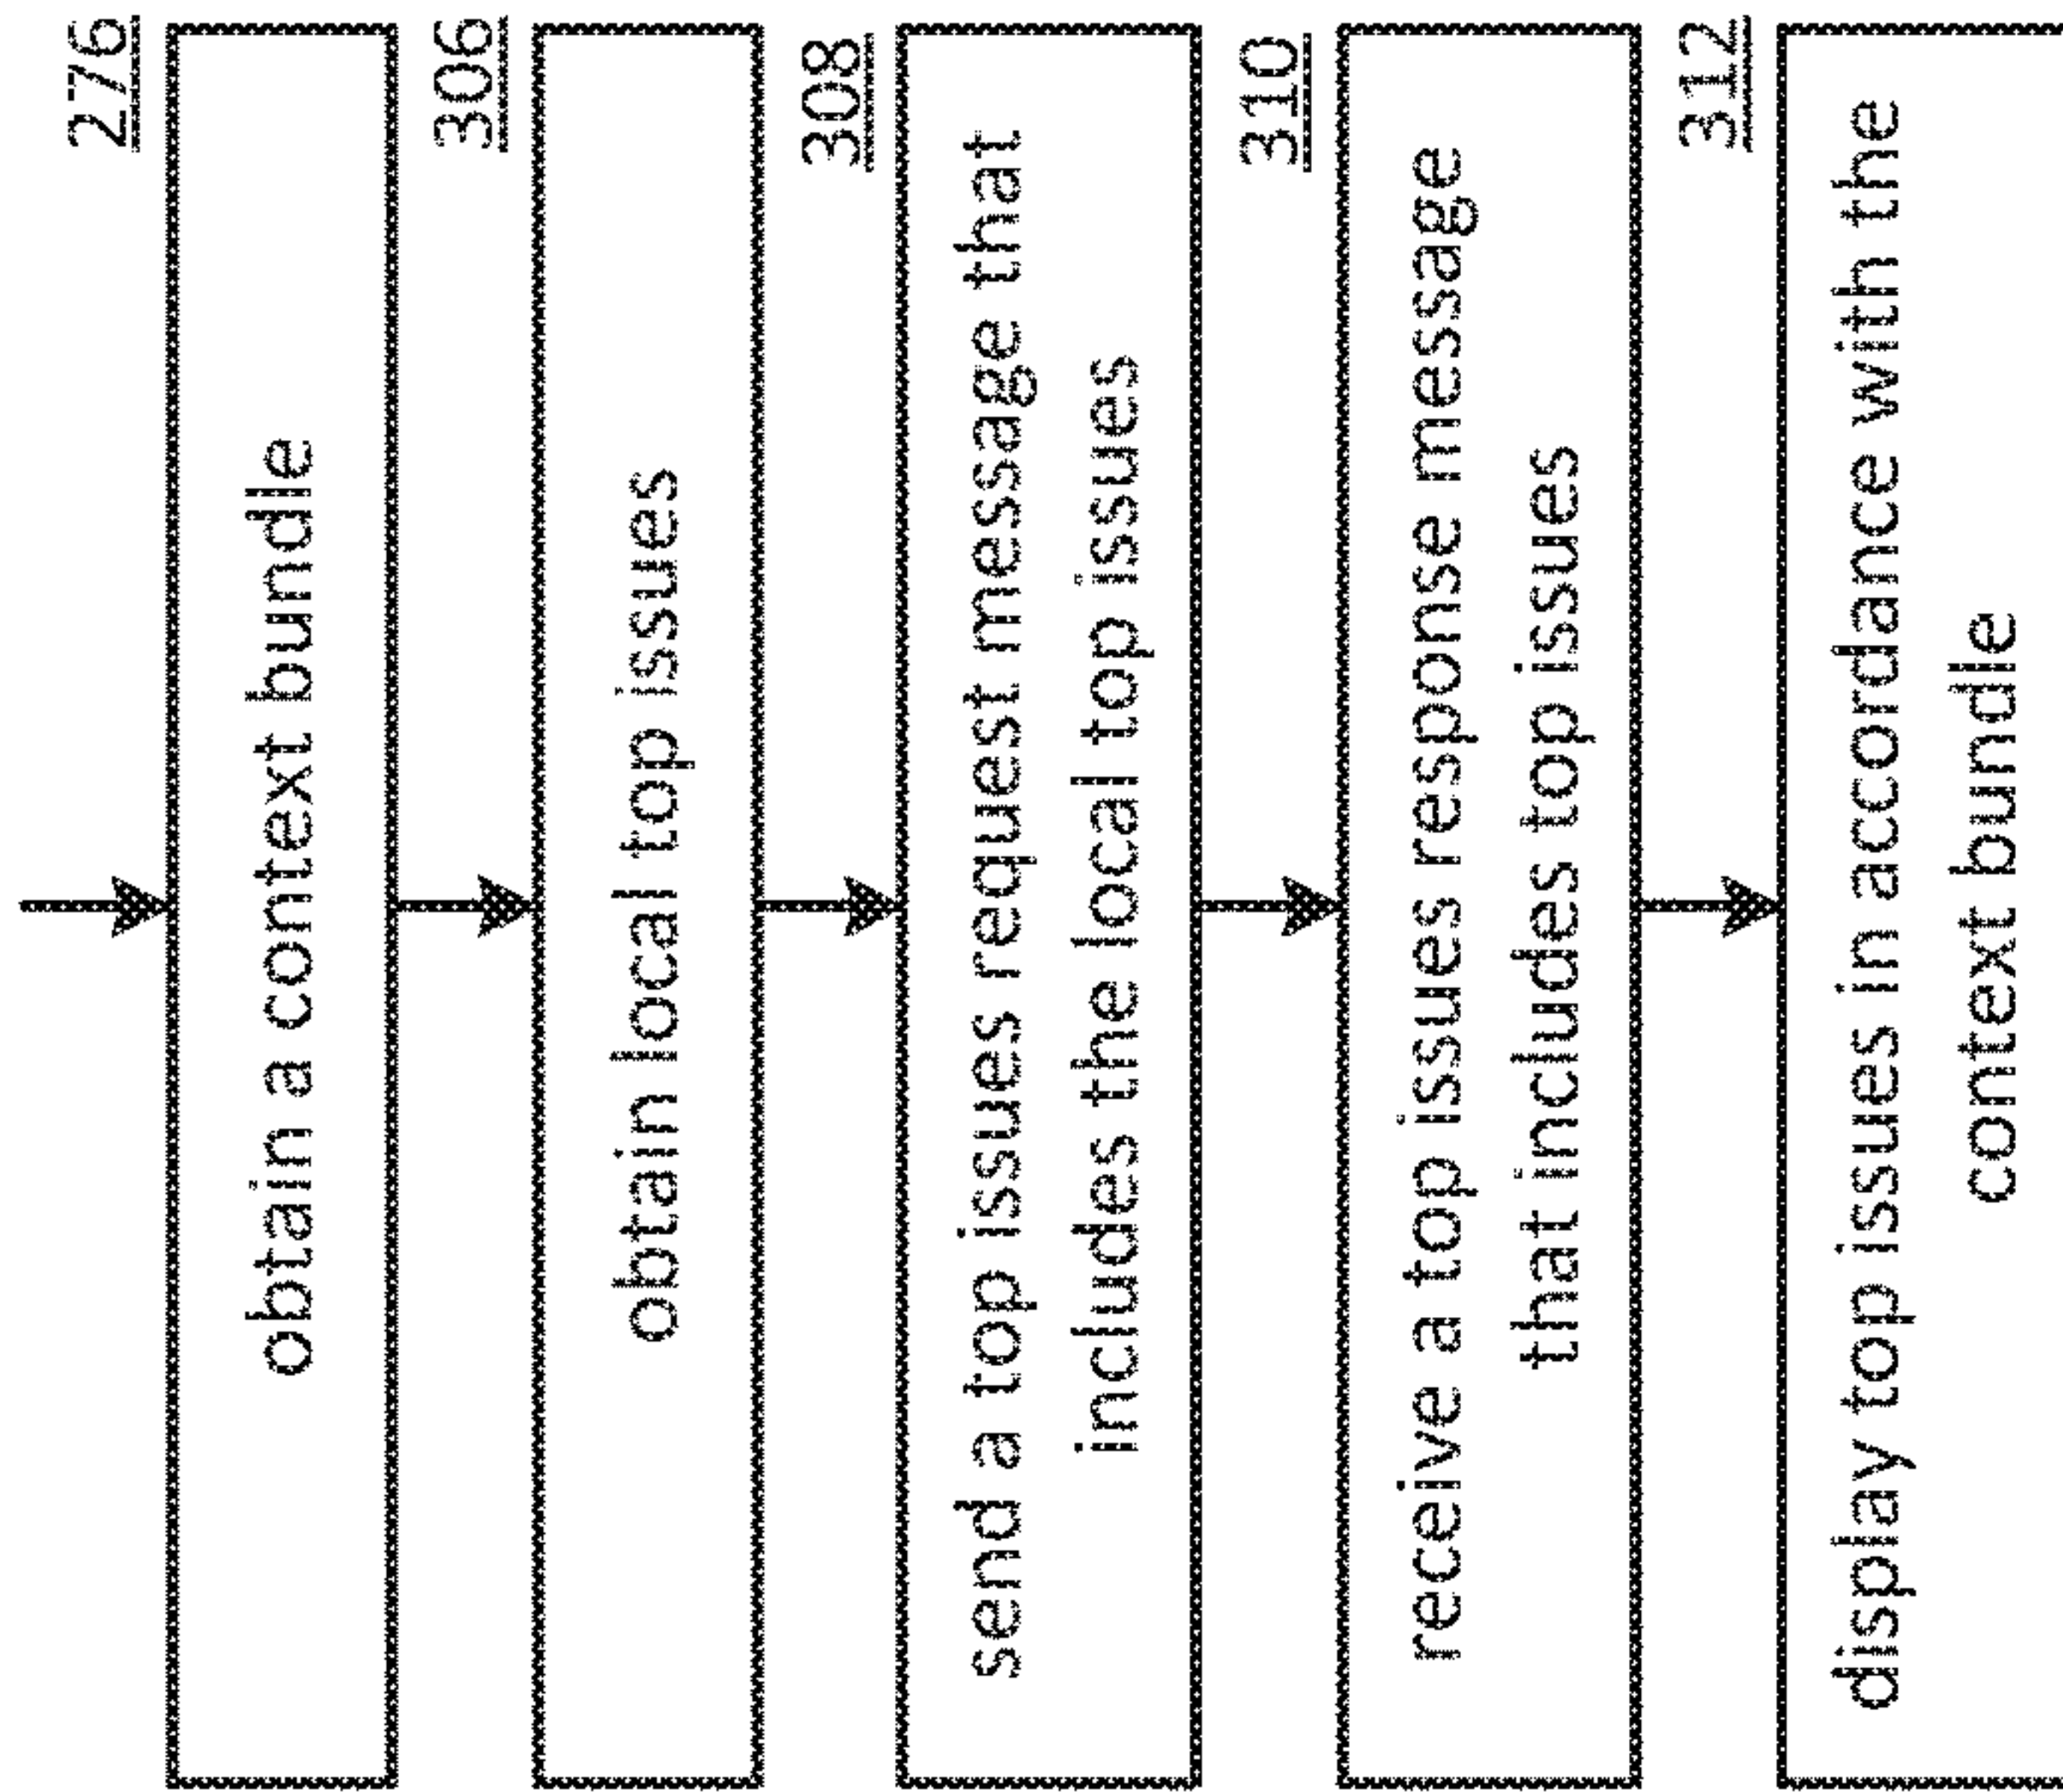 276
obtain a context bundle
306
obtain local top issues
308
send a top issues request message that
includes the local top issues
310
receive a top issues response message
that includes top issues
312
display top issues in accordance with the
context bundle